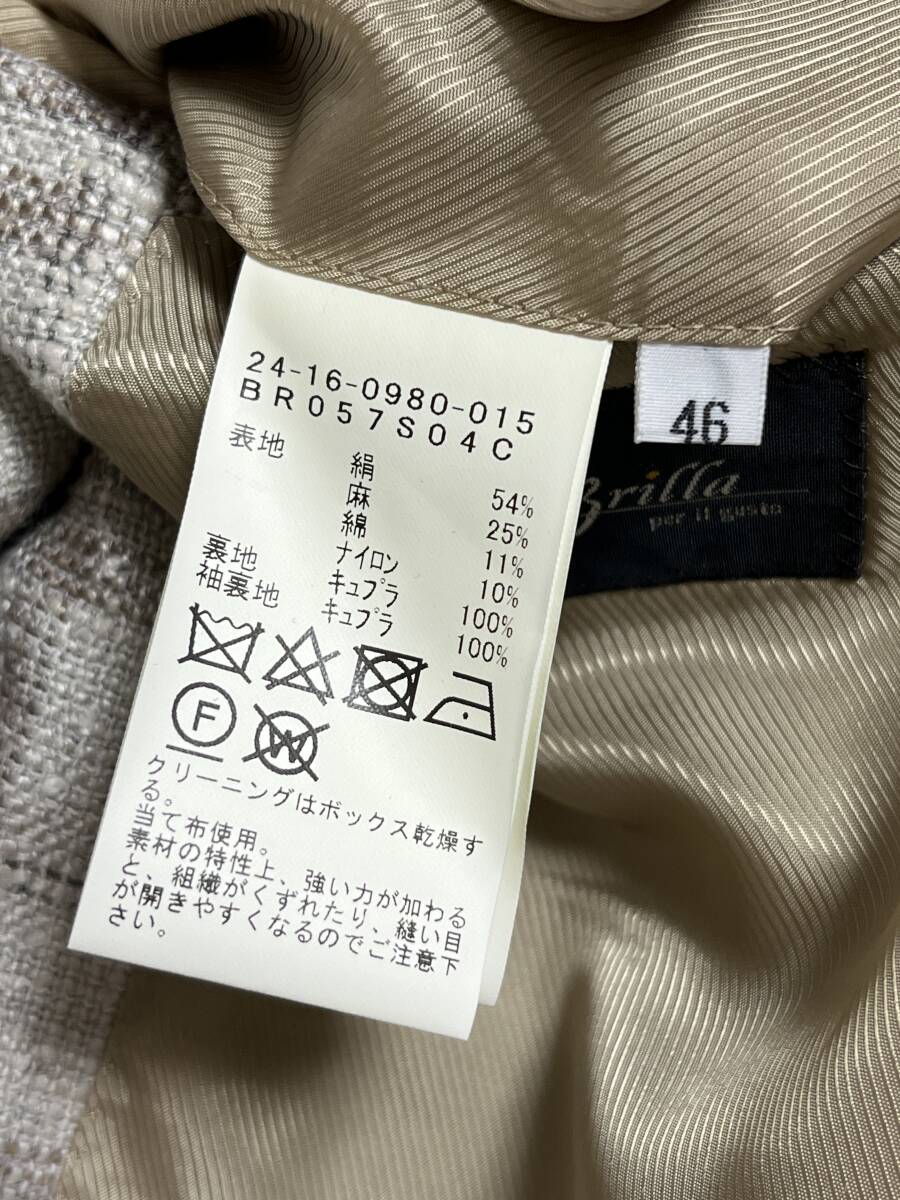 24-16-0980-015
BR057S04C
表地 絹 54%
麻 25%
綿 11%
ナイロン 10%
裏地 キュプラ 100%
袖裏地 キュプラ 100%
F W
クリーニングはボックス乾燥す
る。
当て布使用。
素材の特性上、強い力が加わる
と、組織がくずれたり、縫い目
が開きやすくなるのでご注意下
さい。
46
Brilla
per il gusto